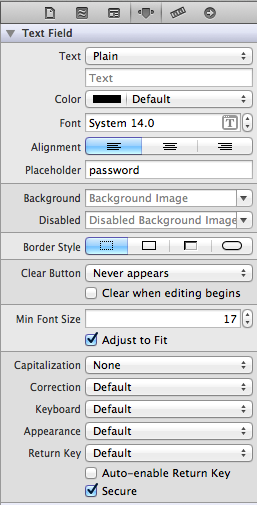 Text Field
Text Plain
Text
Color Default
Font System 14.0 T
Alignment
Placeholder password
Background Background Image
Disabled Disabled Background Image
Border Style
Clear Button Never appears
Clear when editing begins
Min Font Size 17
Adjust to Fit
Capitalization None
Correction Default
Keyboard Default
Appearance Default
Return Key Default
Auto-enable Return Key
Secure